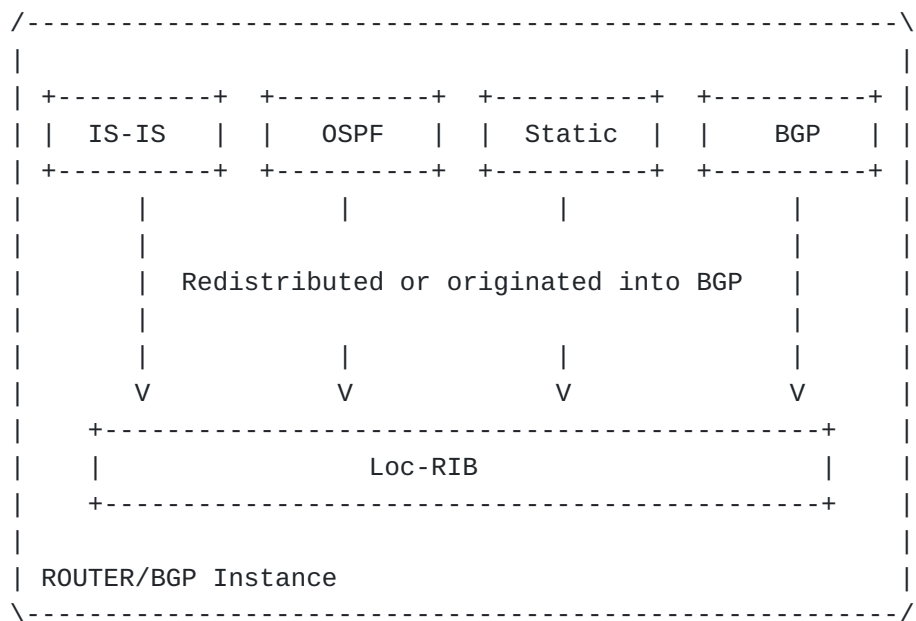 IS-IS OSPF Static BGP
Redistributed or originated into BGP
Loc-RIB
ROUTER/BGP Instance